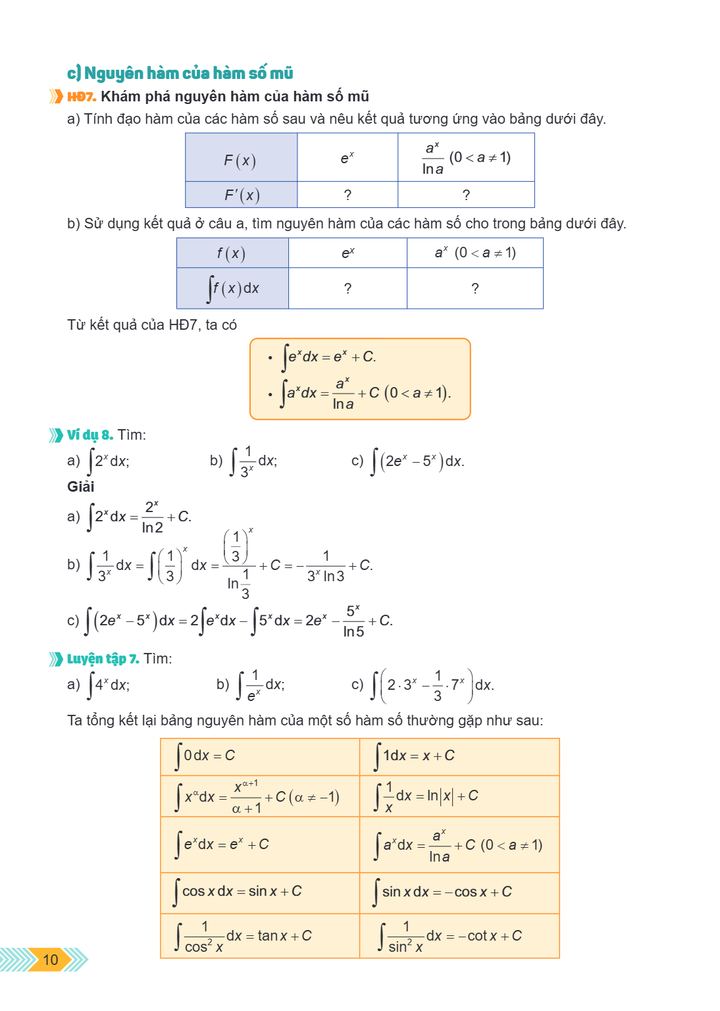 c) Nguyên hàm của hàm số mũ
HĐ7. Khám phá nguyên hàm của hàm số mũ
a) Tính đạo hàm của các hàm số sau và nêu kết quả tương ứng vào bảng dưới đây.
F(x) e^x a^x/ln a (0 < a ≠ 1)
F'(x) ? ?
b) Sử dụng kết quả ở câu a, tìm nguyên hàm của các hàm số cho trong bảng dưới đây.
f(x) e^x a^x (0 < a ≠ 1)
∫f(x)dx ? ?
Từ kết quả của HĐ7, ta có
• ∫e^x dx = e^x + C.
• ∫a^x dx = a^x/ln a + C (0 < a ≠ 1).
Ví dụ 8. Tìm:
a) ∫2^x dx; b) ∫1/3^x dx; c) ∫(2e^x − 5^x)dx.
Giải
a) ∫2^x dx = 2^x/ln2 + C.
b) ∫1/3^x dx = ∫(1/3)^x dx = (1/3)^x/ln(1/3) + C = −1/(3^x ln3) + C.
c) ∫(2e^x − 5^x)dx = 2∫e^x dx − ∫5^x dx = 2e^x − 5^x/ln5 + C.
Luyện tập 7. Tìm:
a) ∫4^x dx; b) ∫1/e^x dx; c) ∫(2·3^x − 1/3·7^x)dx.
Ta tổng kết lại bảng nguyên hàm của một số hàm số thường gặp như sau:
∫0dx = C ∫1dx = x + C
∫x^α dx = x^(α+1)/(α+1) + C (α ≠ −1) ∫1/x dx = ln|x| + C
∫e^x dx = e^x + C ∫a^x dx = a^x/ln a + C (0 < a ≠ 1)
∫cos x dx = sin x + C ∫sin x dx = −cos x + C
∫1/cos² x dx = tan x + C ∫1/sin² x dx = −cot x + C
10